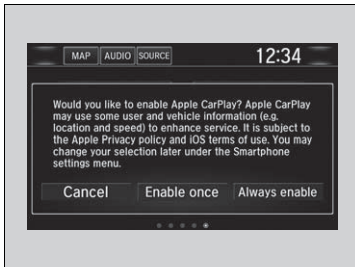 MAP AUDIO SOURCE 12:34
Would you like to enable Apple CarPlay? Apple CarPlay
may use some user and vehicle information (e.g.
location and speed) to enhance service. It is subject to
the Apple Privacy policy and iOS terms of use. You may
change your selection later under the Smartphone
settings menu.
Cancel Enable once Always enable